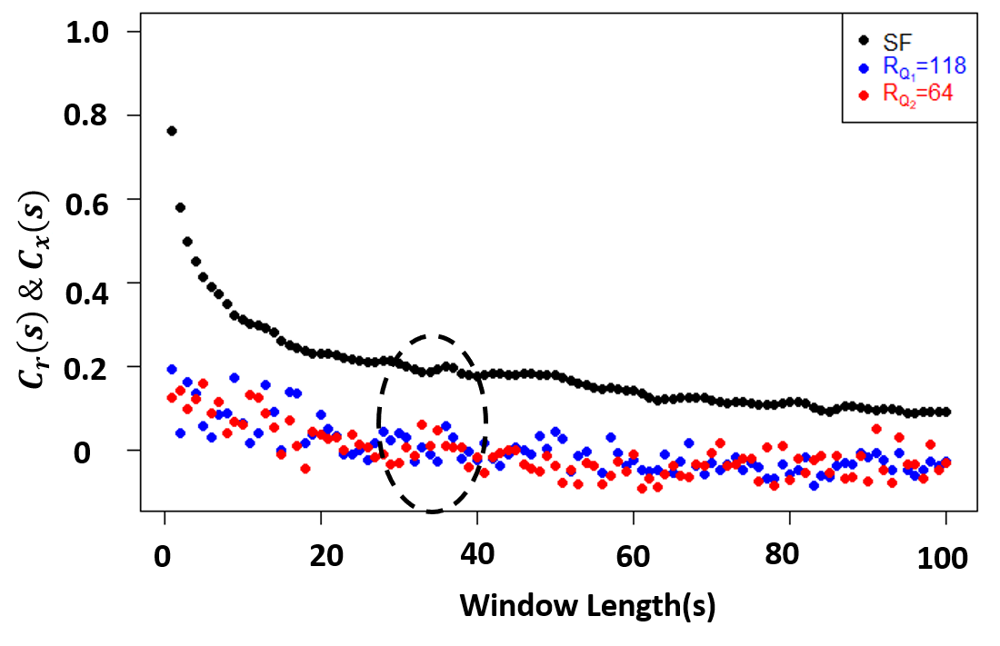 SF
R_Q₁=118
R_Q₂=64
1.0
0.8
0.6
0.4
0.2
0
C_r(s) & C_x(s)
0 20 40 60 80 100
Window Length(s)